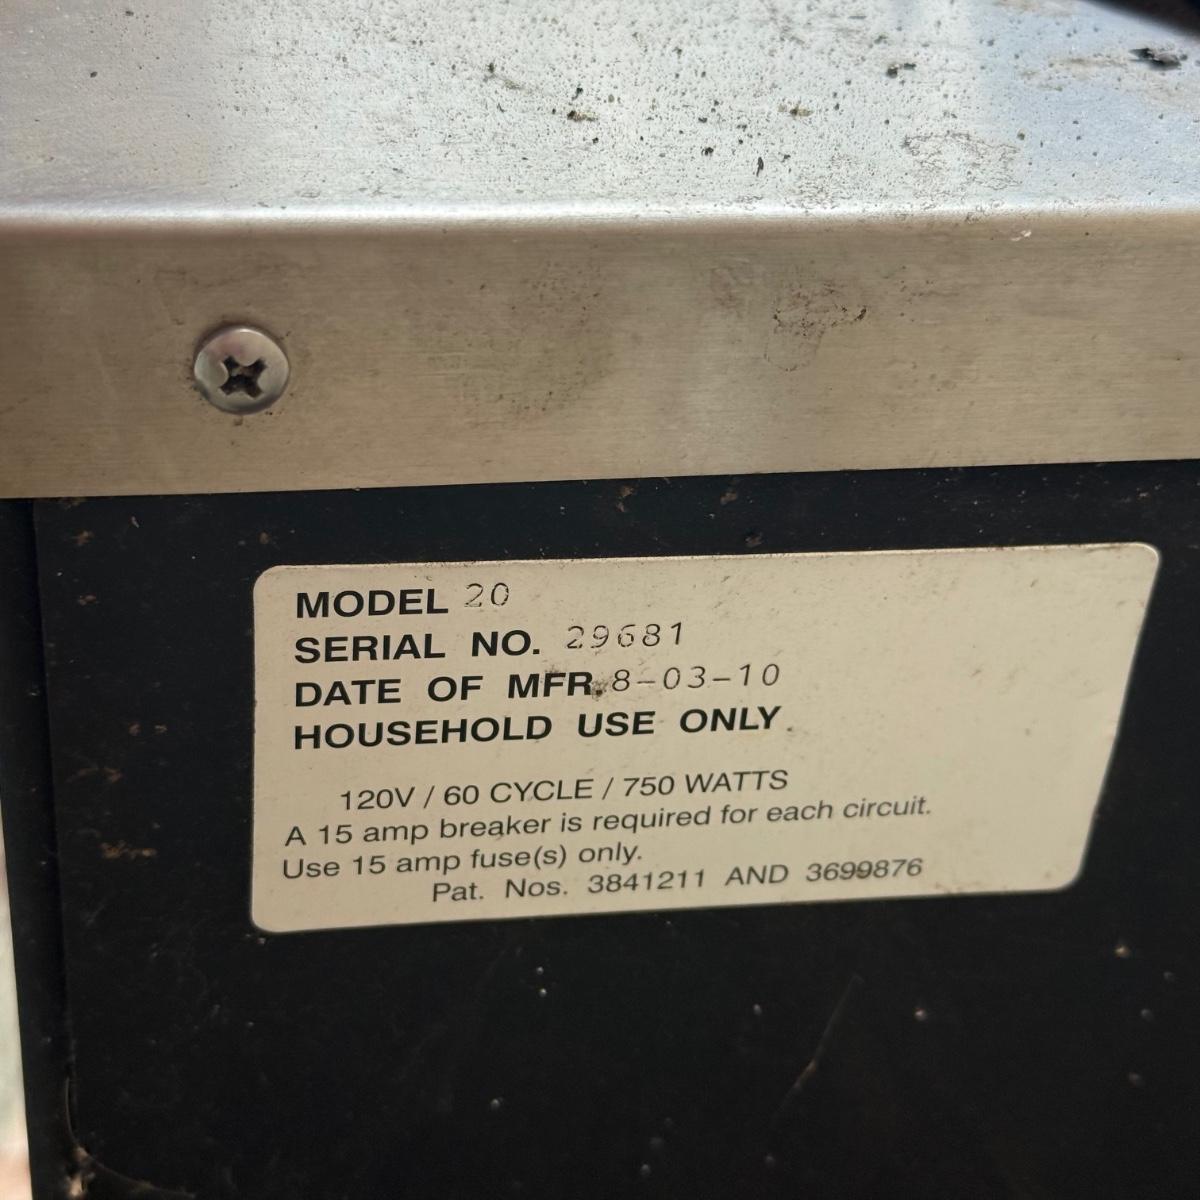 MODEL 20
SERIAL NO. 29681
DATE OF MFR. 8-03-10
HOUSEHOLD USE ONLY.
120V / 60 CYCLE / 750 WATTS
A 15 amp breaker is required for each circuit.
Use 15 amp fuse(s) only.
Pat. Nos. 3841211 AND 3699876